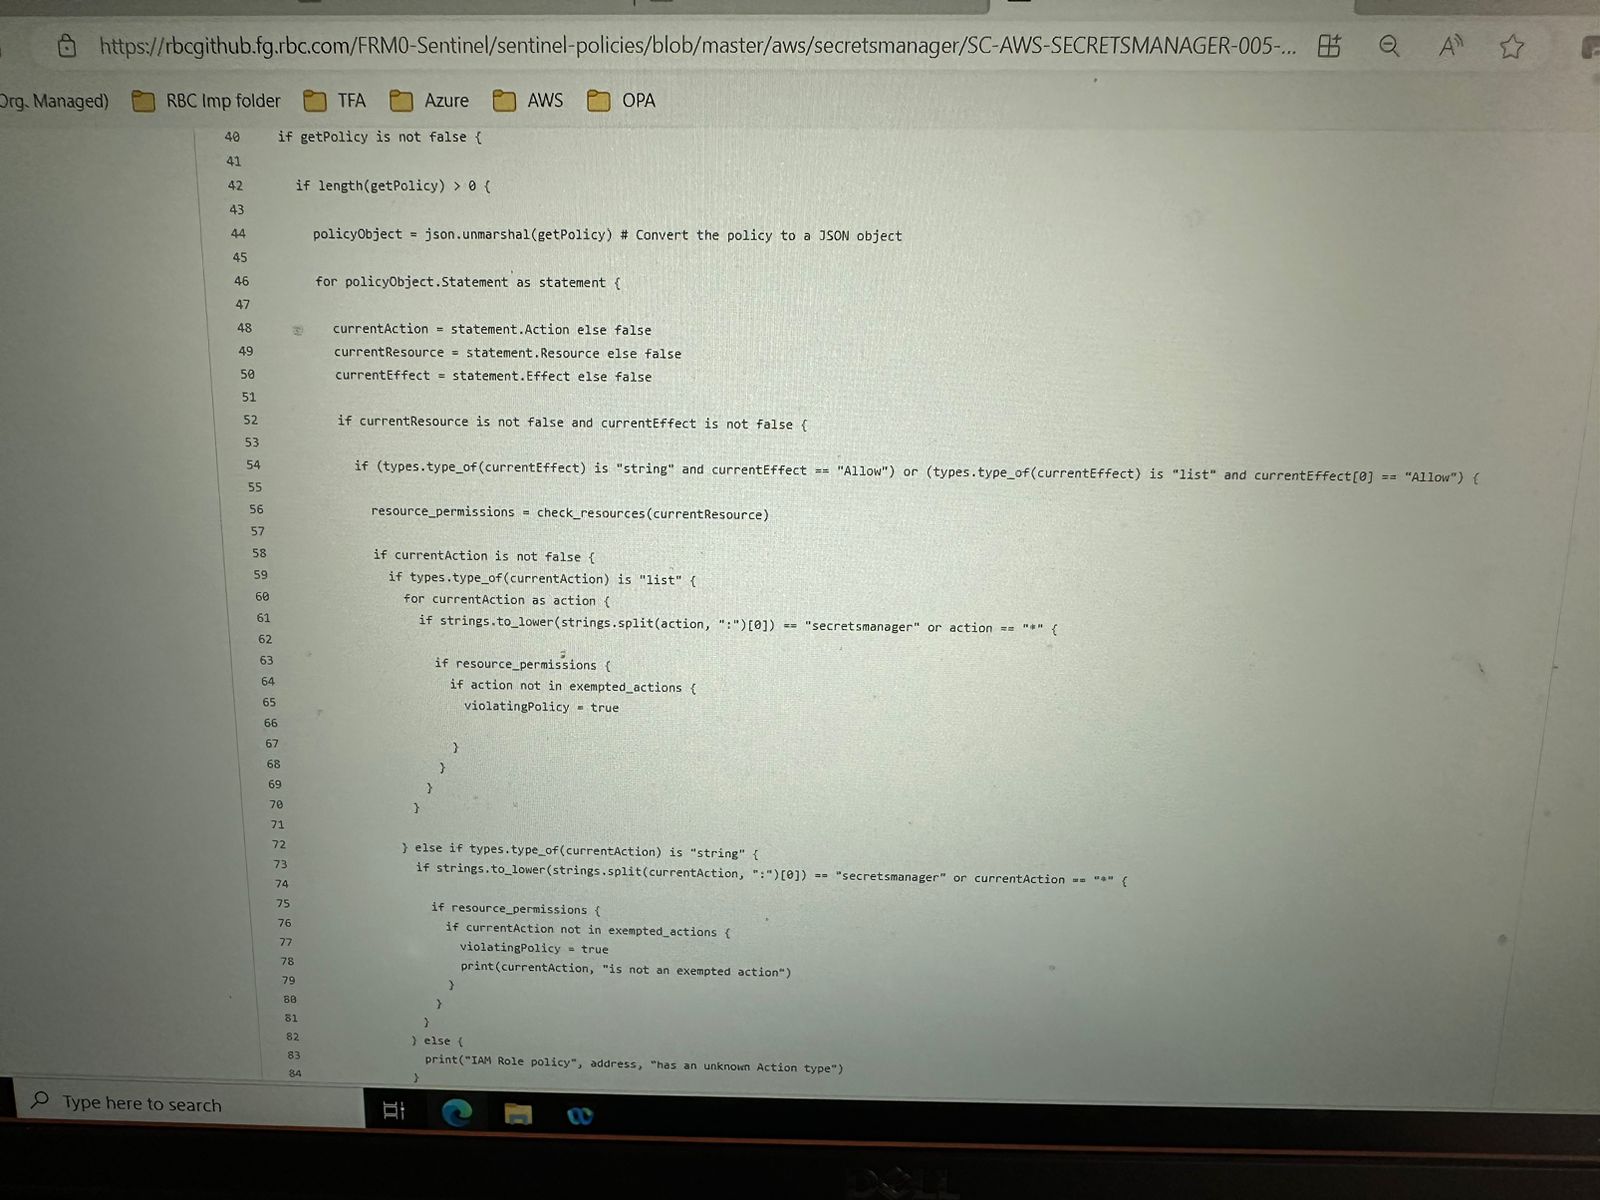 https://rbcgithub.fg.rbc.com/FRM0-Sentinel/sentinel-policies/blob/master/aws/secretsmanager/SC-AWS-SECRETSMANAGER-005-...
Org. Managed) RBC Imp folder TFA Azure AWS OPA
40 if getPolicy is not false {
41
42 if length(getPolicy) > 0 {
43
44 policyObject = json.unmarshal(getPolicy) # Convert the policy to a JSON object
45
46 for policyObject.Statement as statement {
47
48 currentAction = statement.Action else false
49 currentResource = statement.Resource else false
50 currentEffect = statement.Effect else false
51
52 if currentResource is not false and currentEffect is not false {
53
54 if (types.type_of(currentEffect) is "string" and currentEffect == "Allow") or (types.type_of(currentEffect) is "list" and currentEffect[0] == "Allow") {
55
56 resource_permissions = check_resources(currentResource)
57
58 if currentAction is not false {
59 if types.type_of(currentAction) is "list" {
60 for currentAction as action {
61 if strings.to_lower(strings.split(action, ":")[0]) == "secretsmanager" or action == "*" {
62
63 if resource_permissions {
64 if action not in exempted_actions {
65 violatingPolicy = true
66
67 }
68 }
69 }
70 }
71
72 } else if types.type_of(currentAction) is "string" {
73 if strings.to_lower(strings.split(currentAction, ":")[0]) == "secretsmanager" or currentAction == "*" {
74
75 if resource_permissions {
76 if currentAction not in exempted_actions {
77 violatingPolicy = true
78 print(currentAction, "is not an exempted action")
79 }
80 }
81 }
82 } else {
83 print("IAM Role policy", address, "has an unknown Action type")
84 }
Type here to search
DELL